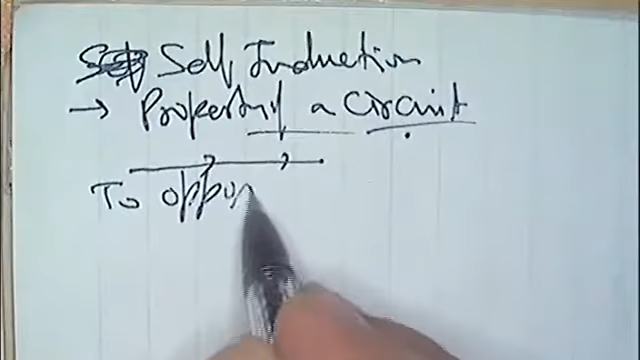 Self Induction
→ Property of a Circuit
To oppo